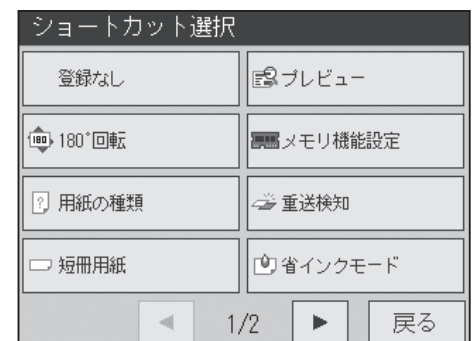 ショートカット選択
登録なし
プレビュー
180 180°回転
メモリ機能設定
? 用紙の種類
重送検知
短冊用紙
省インクモード
◀ 1/2 ▶ 戻る